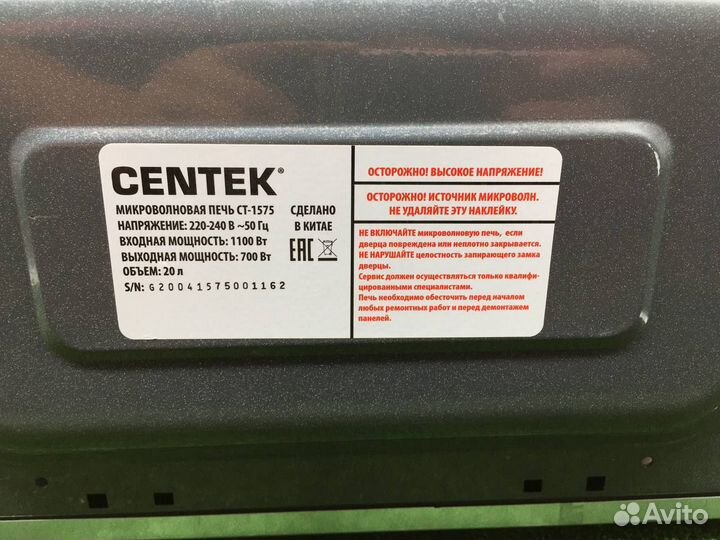 CENTEK®
МИКРОВОЛНОВАЯ ПЕЧЬ CT-1575
НАПРЯЖЕНИЕ: 220-240 В ~50 Гц
ВХОДНАЯ МОЩНОСТЬ: 1100 Вт
ВЫХОДНАЯ МОЩНОСТЬ: 700 Вт
ОБЪЕМ: 20 л
S/N: G20041575001162
СДЕЛАНО
В КИТАЕ
EAC
ОСТОРОЖНО! ВЫСОКОЕ НАПРЯЖЕНИЕ!
ОСТОРОЖНО! ИСТОЧНИК МИКРОВОЛН.
НЕ УДАЛЯЙТЕ ЭТУ НАКЛЕЙКУ.
НЕ ВКЛЮЧАЙТЕ микроволновую печь, если
дверца повреждена или неплотно закрывается.
НЕ НАРУШАЙТЕ целостность запирающего замка
дверцы.
Сервис должен осуществляться только квалифи-
цированными специалистами.
Печь необходимо обесточить перед началом
любых ремонтных работ и перед демонтажем
панелей.
Avito